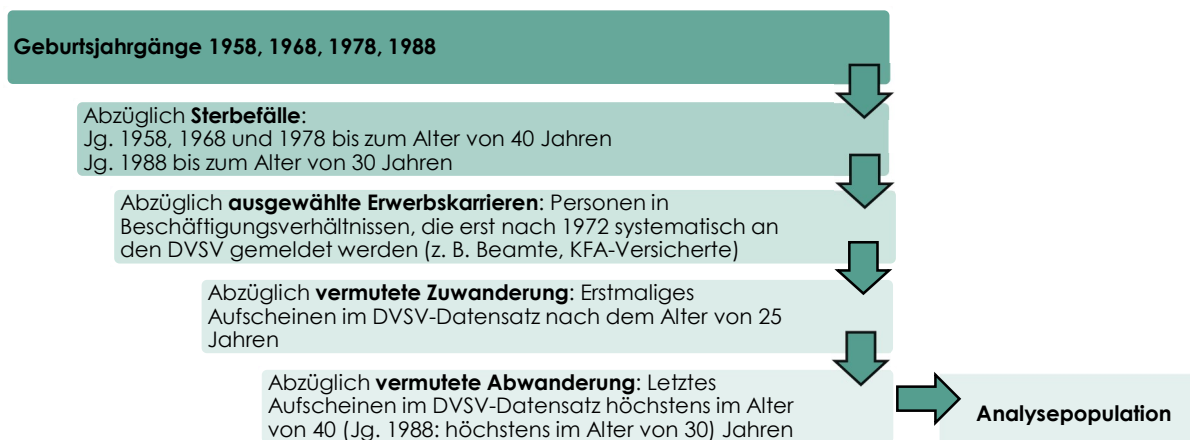 Geburtsjahrgänge 1958, 1968, 1978, 1988
Abzüglich Sterbefälle:
Jg. 1958, 1968 und 1978 bis zum Alter von 40 Jahren
Jg. 1988 bis zum Alter von 30 Jahren
Abzüglich ausgewählte Erwerbskarrieren: Personen in
Beschäftigungsverhältnissen, die erst nach 1972 systematisch an
den DVSV gemeldet werden (z. B. Beamte, KFA-Versicherte)
Abzüglich vermutete Zuwanderung: Erstmaliges
Aufscheinen im DVSV-Datensatz nach dem Alter von 25
Jahren
Abzüglich vermutete Abwanderung: Letztes
Aufscheinen im DVSV-Datensatz höchstens im Alter
von 40 (Jg. 1988: höchstens im Alter von 30) Jahren
Analysepopulation